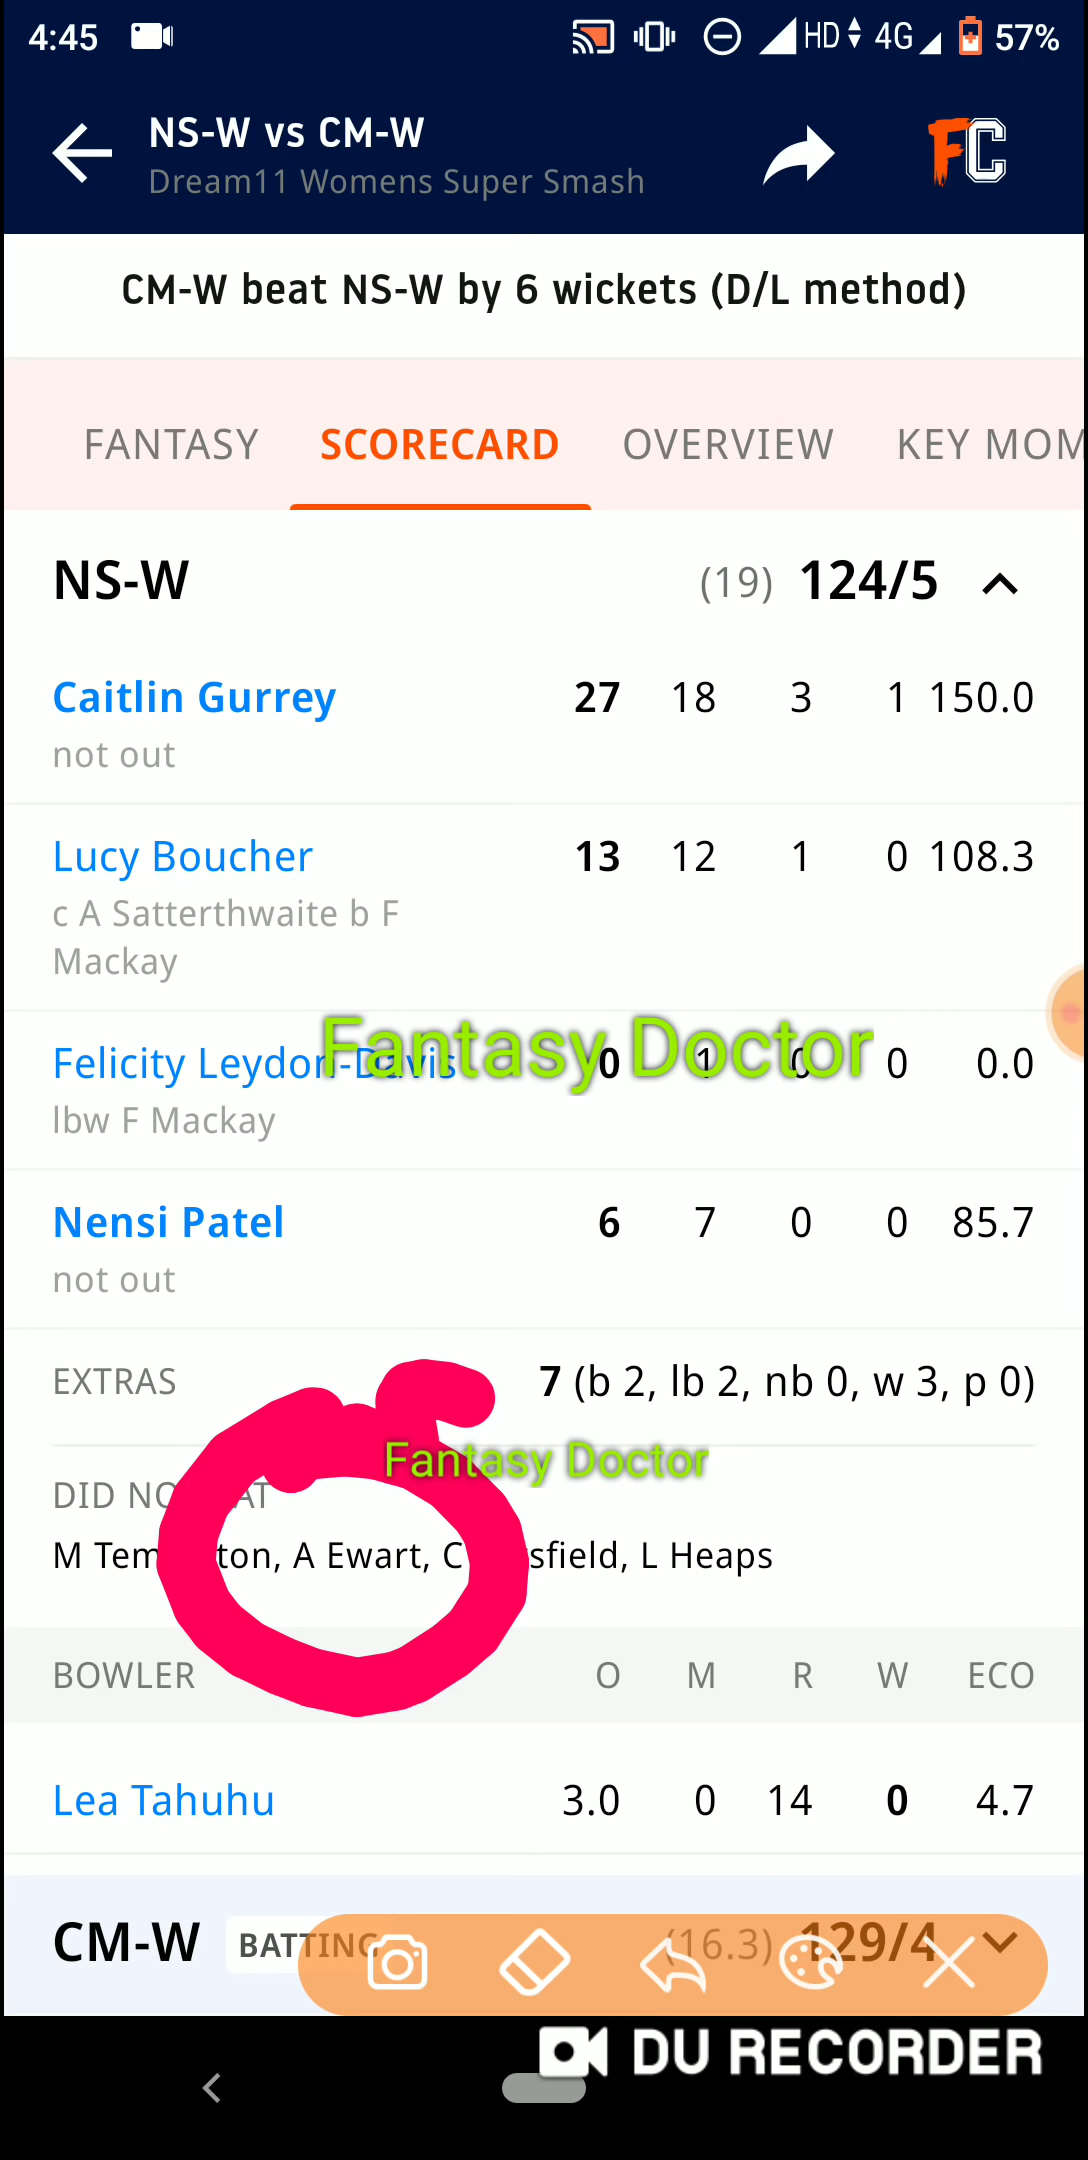 4:45 HD 4G 57%
NS-W vs CM-W
Dream11 Womens Super Smash
FC
CM-W beat NS-W by 6 wickets (D/L method)
FANTASY SCORECARD OVERVIEW KEY MOM
NS-W (19) 124/5
Caitlin Gurrey 27 18 3 1 150.0
not out
Lucy Boucher 13 12 1 0 108.3
c A Satterthwaite b F
Mackay
Fantasy Doctor
Felicity Leydon-Davis 0 1 0 0 0.0
lbw F Mackay
Nensi Patel 6 7 0 0 85.7
not out
EXTRAS 7 (b 2, lb 2, nb 0, w 3, p 0)
Fantasy Doctor
DID NOT BAT
M Tem ton, A Ewart, C sfield, L Heaps
BOWLER O M R W ECO
Lea Tahuhu 3.0 0 14 0 4.7
CM-W BATTING (16.3) 129/4
DU RECORDER